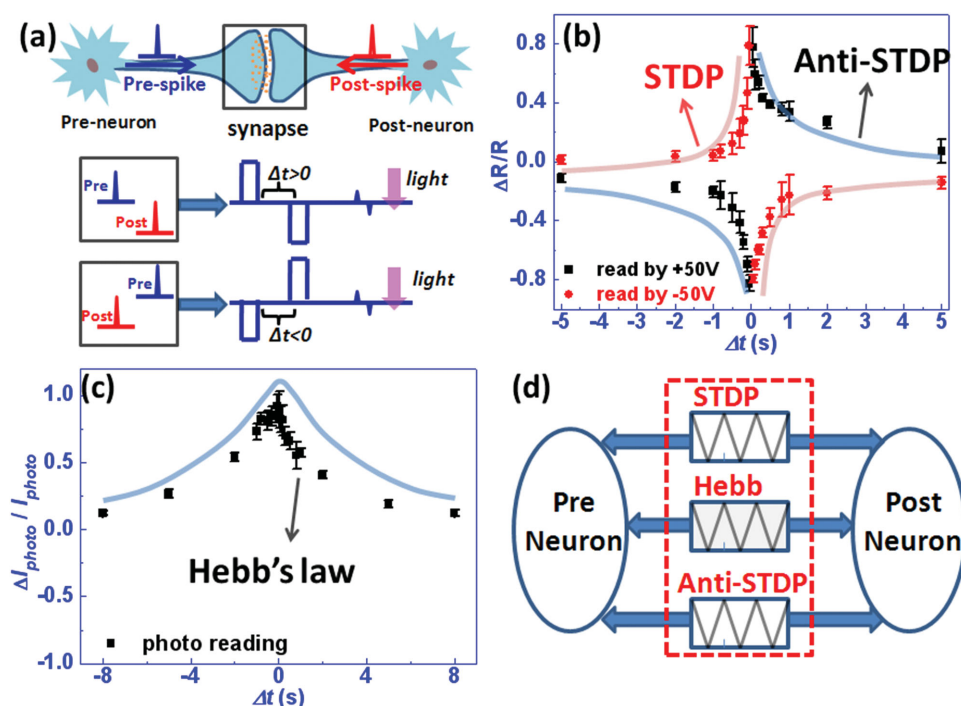 (a)
Pre-spike
Post-spike
Pre-neuron
synapse
Post-neuron
Pre
Post
Δt>0
light
Pre
Post
Δt<0
light
(b)
STDP
Anti-STDP
ΔR/R
0.8
0.4
0.0
-0.4
-0.8
read by +50V
read by -50V
-5 -2 -1 0 1 2 5
Δt (s)
(c)
ΔIphoto / Iphoto
1.0
0.5
0.0
-0.5
-1.0
Hebb's law
photo reading
-8 -4 0 4 8
Δt (s)
(d)
STDP
Hebb
Anti-STDP
Pre
Neuron
Post
Neuron